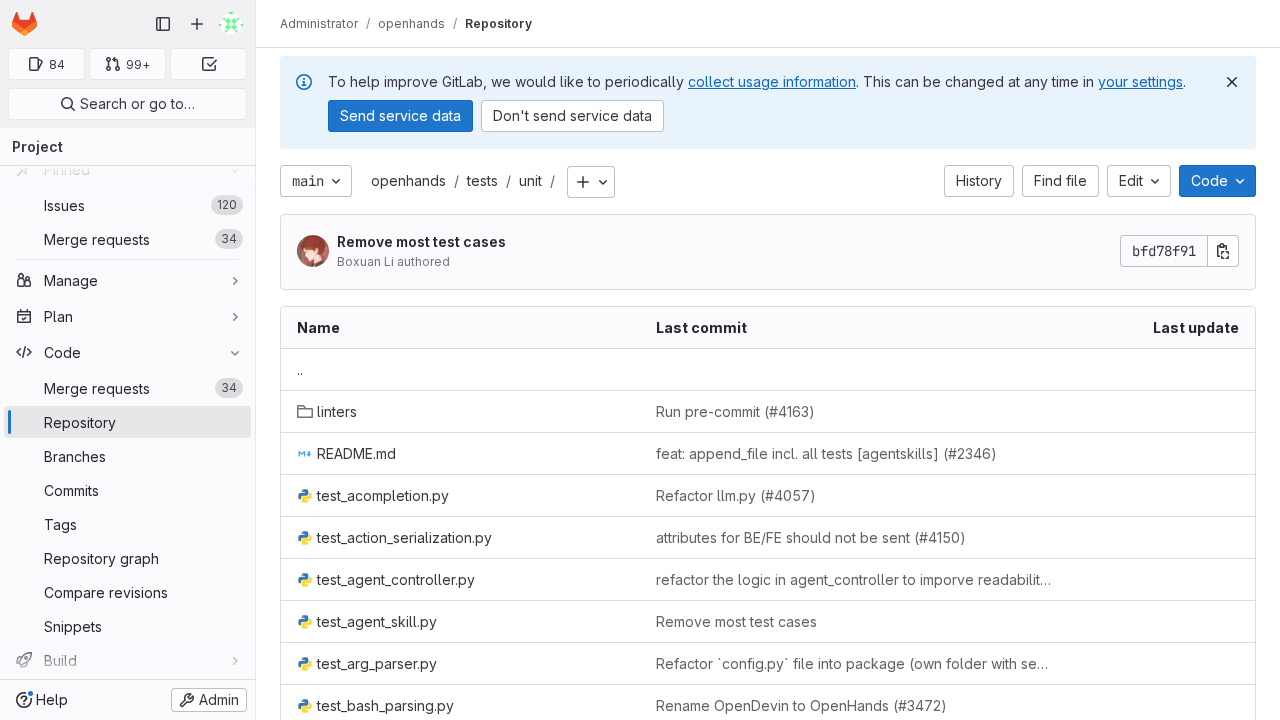 84
99+
Search or go to…
Project
Pinned
Issues 120
Merge requests 34
Manage
Plan
Code
Merge requests 34
Repository
Branches
Commits
Tags
Repository graph
Compare revisions
Snippets
Build
Help
Admin
Administrator / openhands / Repository
To help improve GitLab, we would like to periodically collect usage information. This can be changed at any time in your settings.
Send service data
Don't send service data
main
openhands / tests / unit /
History
Find file
Edit
Code
Remove most test cases
Boxuan Li authored
bfd78f91
Name Last commit Last update
..
linters Run pre-commit (#4163)
README.md feat: append_file incl. all tests [agentskills] (#2346)
test_acompletion.py Refactor llm.py (#4057)
test_action_serialization.py attributes for BE/FE should not be sent (#4150)
test_agent_controller.py refactor the logic in agent_controller to imporve readabilit…
test_agent_skill.py Remove most test cases
test_arg_parser.py Refactor `config.py` file into package (own folder with se…
test_bash_parsing.py Rename OpenDevin to OpenHands (#3472)